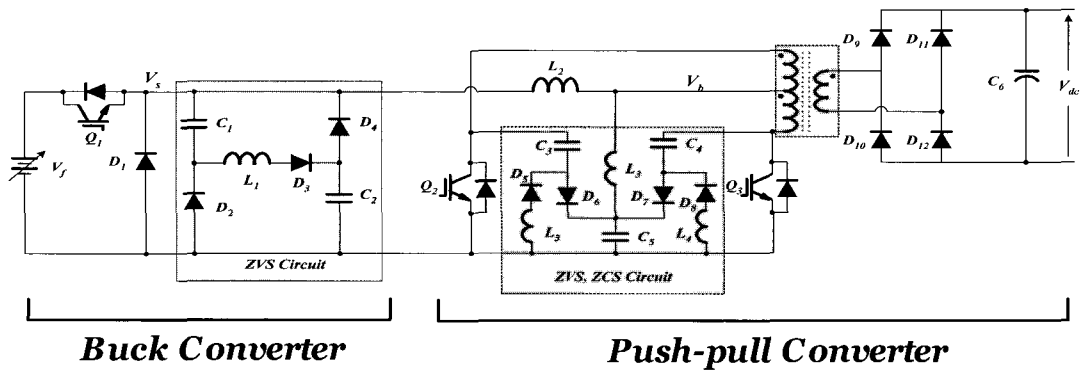 D9
D11
C6
Vdc
D10
D12
L2
Vb
Vs
Q1
C1
D4
D1
L1
D3
Vf
D2
C2
ZVS Circuit
C3
C4
L3
Q2
D5
D6
D7
D8
Q3
L3
C5
L4
ZVS, ZCS Circuit
Buck Converter
Push-pull Converter